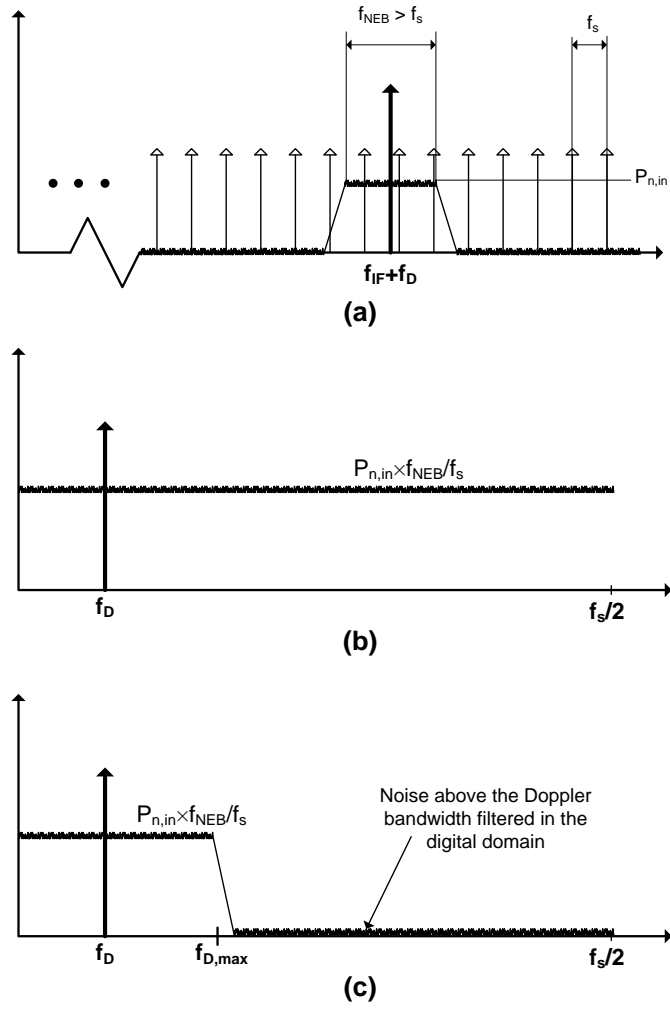 f_NEB > f_s
f_s
P_n,in
f_IF+f_D
(a)
P_n,in×f_NEB/f_s
f_D
f_s/2
(b)
P_n,in×f_NEB/f_s
Noise above the Doppler
bandwidth filtered in the
digital domain
f_D
f_D,max
f_s/2
(c)